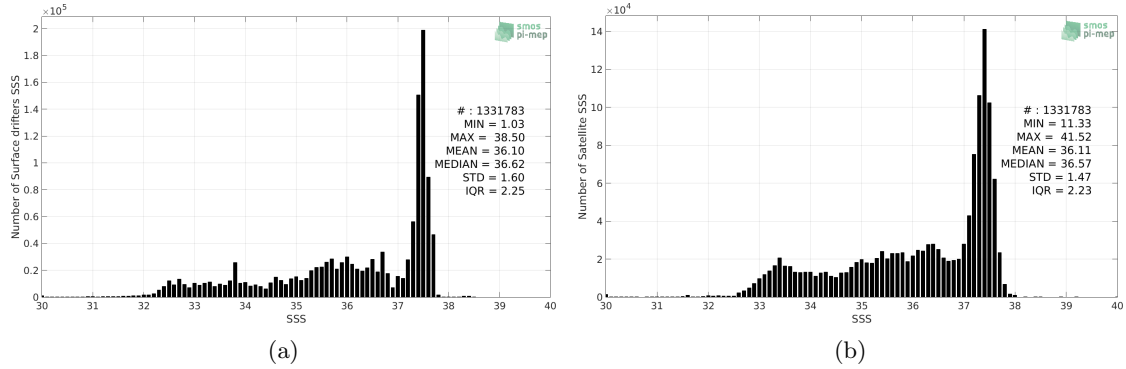 ×10⁵
smos
pi-mep
2
1.8
1.6
1.4
1.2
1
0.8
0.6
0.4
0.2
0
Number of Surface drifters SSS
# : 1331783
MIN = 1.03
MAX = 38.50
MEAN = 36.10
MEDIAN = 36.62
STD = 1.60
IQR = 2.25
30 31 32 33 34 35 36 37 38 39 40
SSS
(a)
×10⁴
smos
pi-mep
14
12
10
8
6
4
2
0
Number of Satellite SSS
# : 1331783
MIN = 11.33
MAX = 41.52
MEAN = 36.11
MEDIAN = 36.57
STD = 1.47
IQR = 2.23
30 31 32 33 34 35 36 37 38 39 40
SSS
(b)